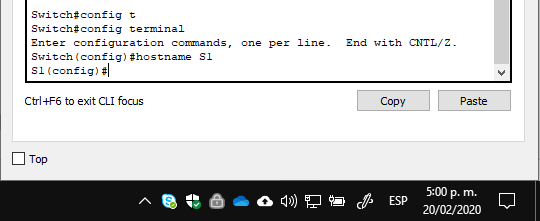 Switch#config t
Switch#config terminal
Enter configuration commands, one per line.  End with CNTL/Z.
Switch(config)#hostname S1
S1(config)#
Ctrl+F6 to exit CLI focus
Copy
Paste
Top
ESP
5:00 p. m.
20/02/2020